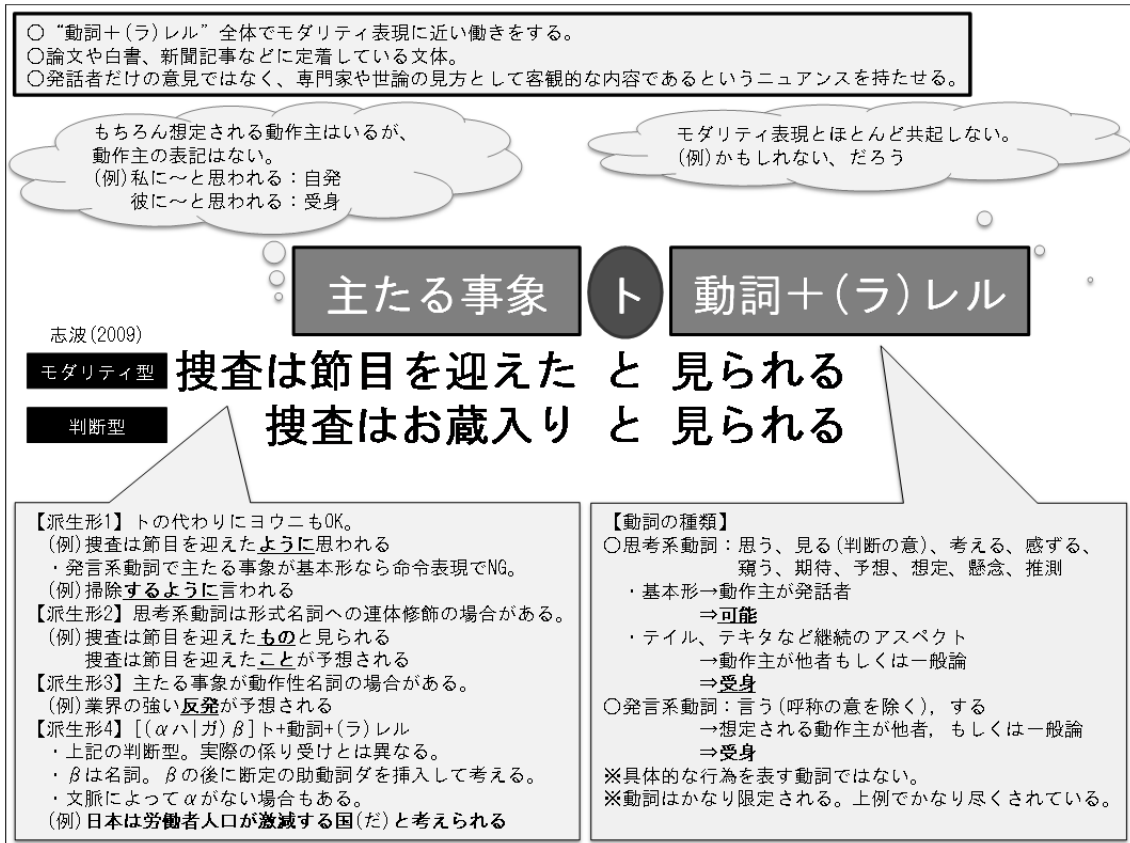 ○ “動詞＋(ラ)レル”全体でモダリティ表現に近い働きをする。
○論文や白書、新聞記事などに定着している文体。
○発話者だけの意見ではなく、専門家や世論の見方として客観的な内容であるというニュアンスを持たせる。
もちろん想定される動作主はいるが、
動作主の表記はない。
(例)私に～と思われる：自発
彼に～と思われる：受身
モダリティ表現とほとんど共起しない。
(例)かもしれない、だろう
主たる事象 ト 動詞＋(ラ)レル
志波(2009)
モダリティ型 捜査は節目を迎えた と 見られる
判断型 捜査はお蔵入り と 見られる
【派生形1】トの代わりにヨウニもOK。
(例)捜査は節目を迎えたように思われる
・発言系動詞で主たる事象が基本形なら命令表現でNG。
(例)掃除するように言われる
【派生形2】思考系動詞は形式名詞への連体修飾の場合がある。
(例)捜査は節目を迎えたものと見られる
捜査は節目を迎えたことが予想される
【派生形3】主たる事象が動作性名詞の場合がある。
(例)業界の強い反発が予想される
【派生形4】[(αハ|ガ)β]ト+動詞+(ラ)レル
・上記の判断型。実際の係り受けとは異なる。
・βは名詞。βの後に断定の助動詞ダを挿入して考える。
・文脈によってαがない場合もある。
(例)日本は労働者人口が激減する国(だ)と考えられる
【動詞の種類】
○思考系動詞：思う、見る(判断の意)、考える、感ずる、
窺う、期待、予想、想定、懸念、推測
・基本形→動作主が発話者
⇒可能
・テイル、テキタなど継続のアスペクト
→動作主が他者もしくは一般論
⇒受身
○発言系動詞：言う(呼称の意を除く)，する
→想定される動作主が他者，もしくは一般論
⇒受身
※具体的な行為を表す動詞ではない。
※動詞はかなり限定される。上例でかなり尽くされている。